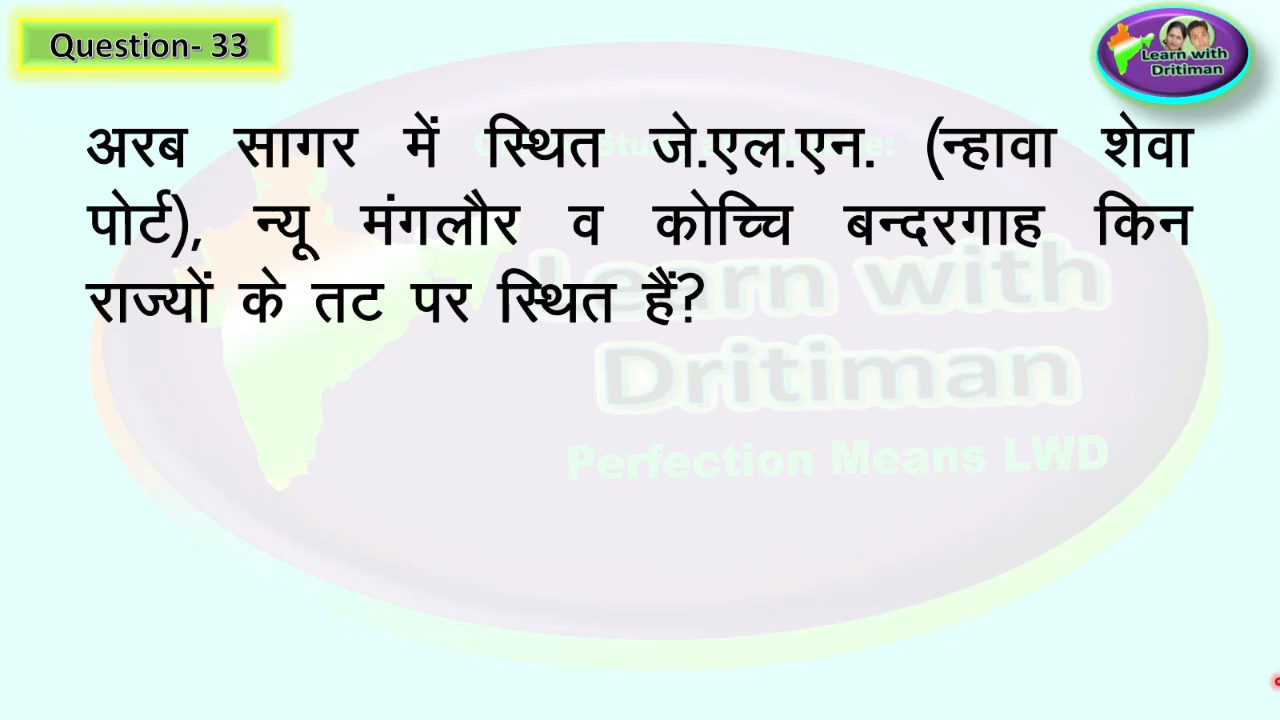 Question- 33
Learn with
Dritiman
अरब सागर में स्थित जे.एल.एन. (न्हावा शेवा
पोर्ट), न्यू मंगलौर व कोच्चि बन्दरगाह किन
राज्यों के तट पर स्थित हैं?
Learn with
Dritiman
Perfection Means LWD